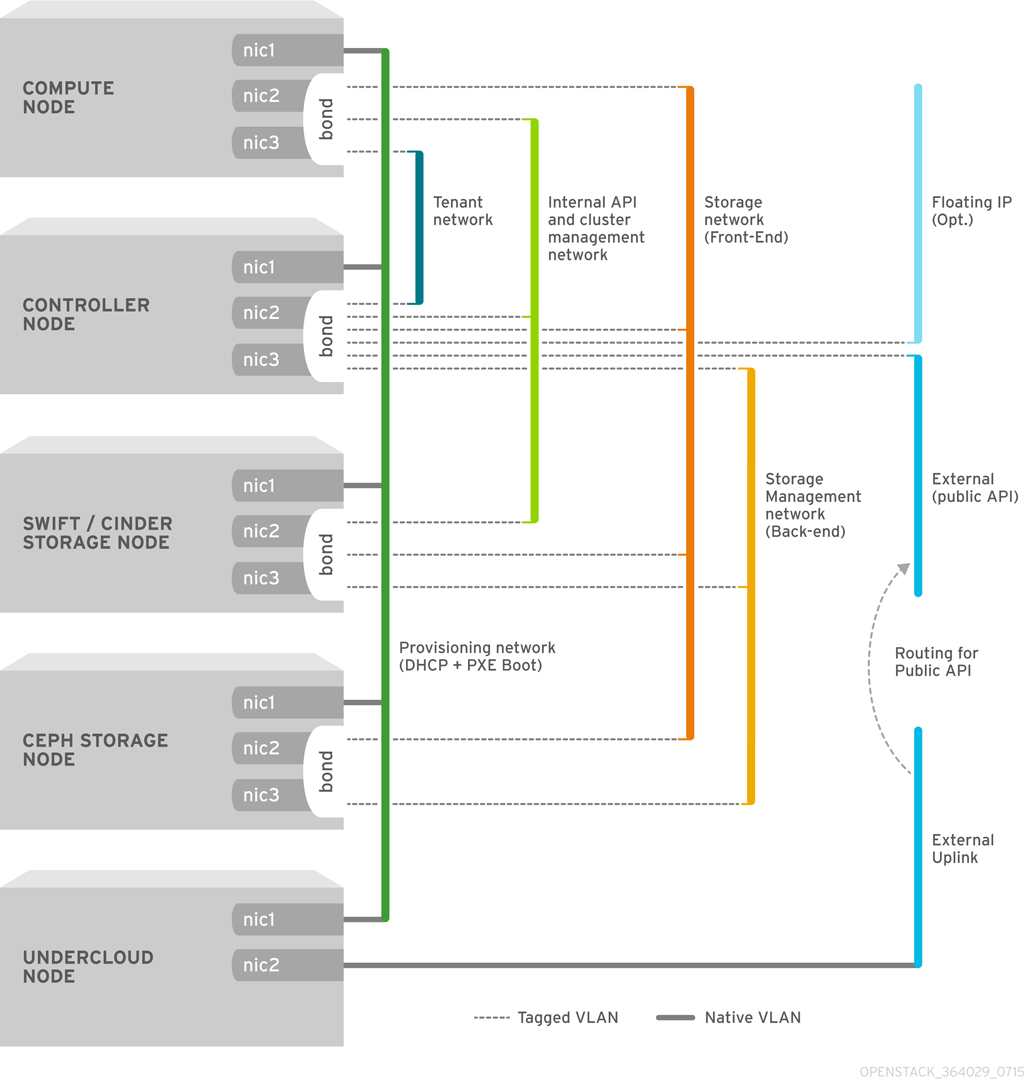 nic1
COMPUTE
NODE
nic2
nic3
bond
Tenant
network
Internal API
and cluster
management
network
Storage
network
(Front-End)
Floating IP
(Opt.)
nic1
CONTROLLER
NODE
nic2
nic3
bond
nic1
SWIFT / CINDER
STORAGE NODE
nic2
nic3
bond
Storage
Management
network
(Back-end)
External
(public API)
Provisioning network
(DHCP + PXE Boot)
Routing for
Public API
nic1
CEPH STORAGE
NODE
nic2
nic3
bond
External
Uplink
nic1
UNDERCLOUD
NODE
nic2
Tagged VLAN
Native VLAN
OPENSTACK_364029_0715